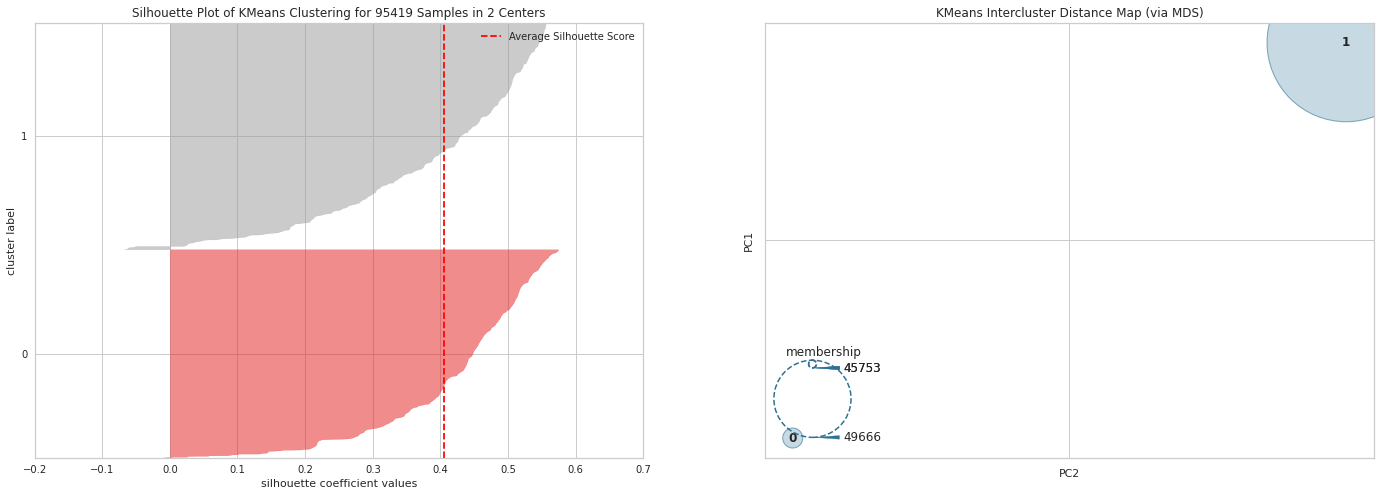 Silhouette Plot of KMeans Clustering for 95419 Samples in 2 Centers
Average Silhouette Score
cluster label
1
0
−0.2 −0.1 0.0 0.1 0.2 0.3 0.4 0.5 0.6 0.7
silhouette coefficient values
KMeans Intercluster Distance Map (via MDS)
1
PC1
membership
45753
0
49666
PC2